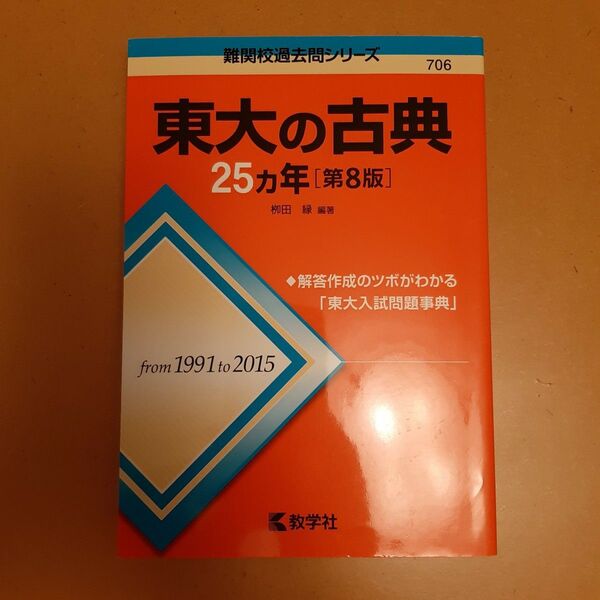 難関校過去問シリーズ
706
東大の古典
25カ年[第8版]
柳田 縁 編著
◆解答作成のツボがわかる
「東大入試問題事典」
from 1991 to 2015
教学社